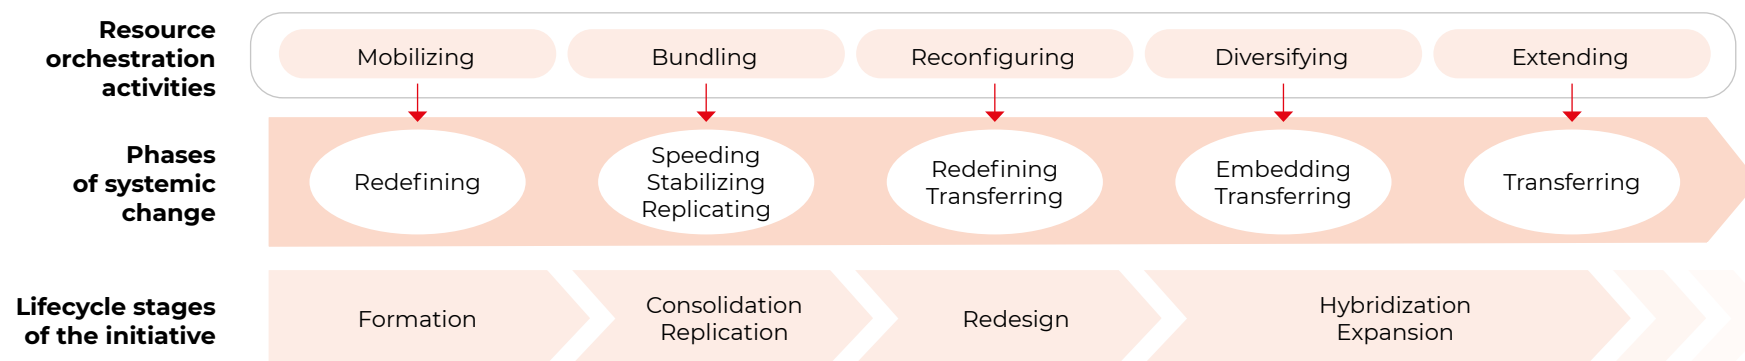 Resource
orchestration
activities
Mobilizing
Bundling
Reconfiguring
Diversifying
Extending
Phases
of systemic
change
Redefining
Speeding
Stabilizing
Replicating
Redefining
Transferring
Embedding
Transferring
Transferring
Lifecycle stages
of the initiative
Formation
Consolidation
Replication
Redesign
Hybridization
Expansion